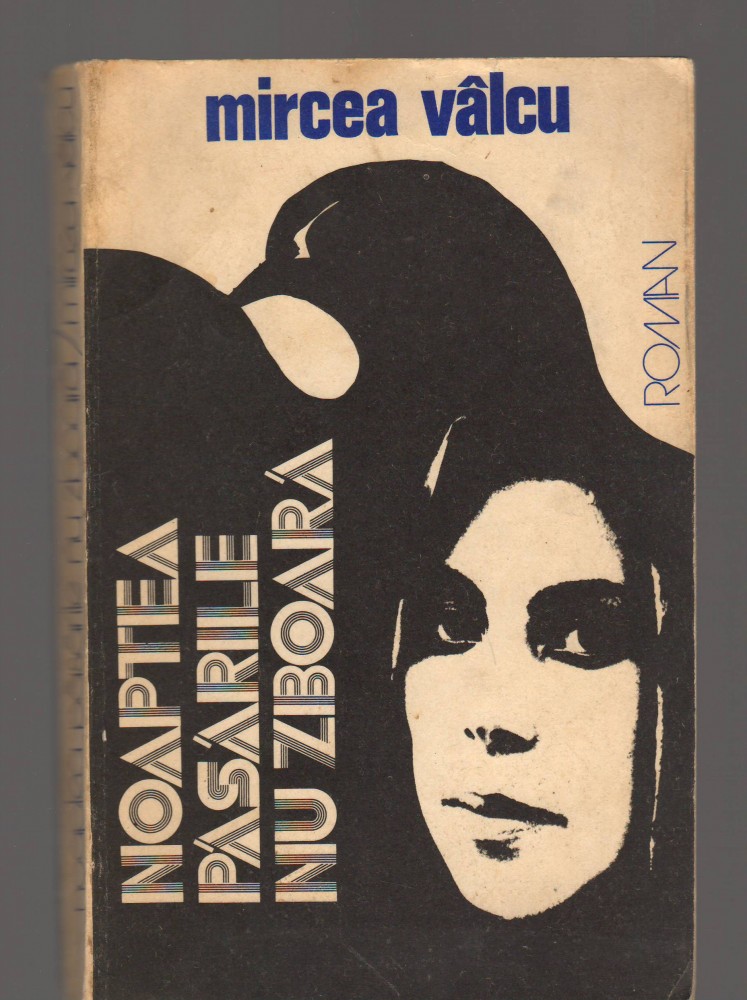 mircea vâlcu
ROMAN
NOAPTEA
PĂSĂRILE
NU ZBOARĂ